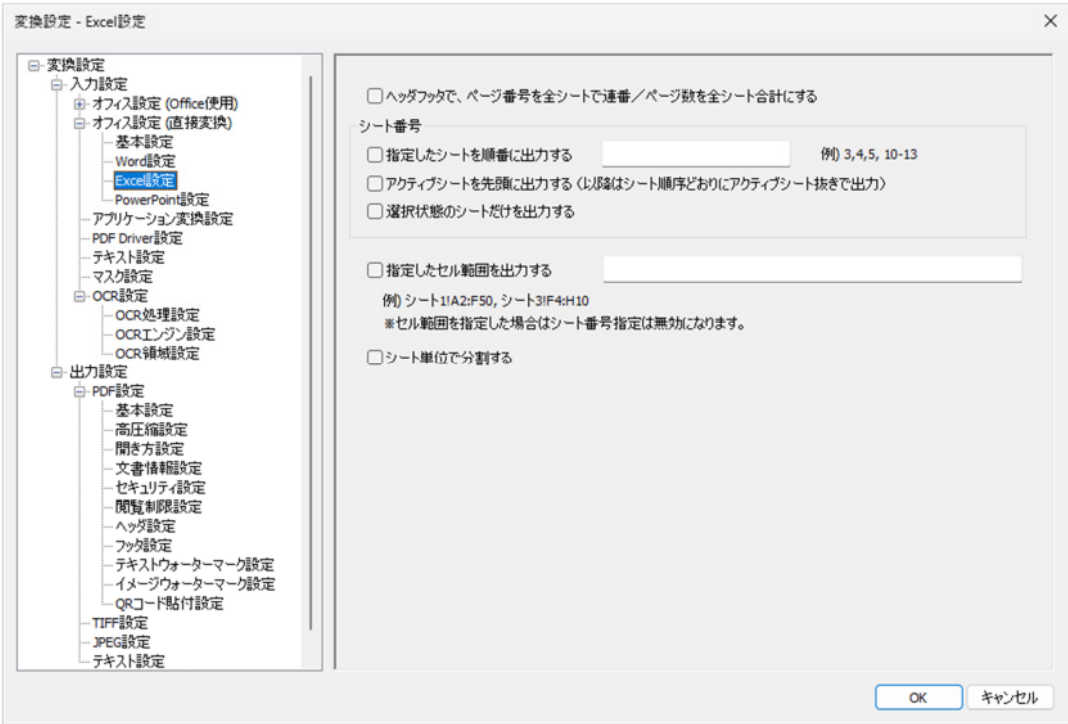 変換設定 - Excel設定
変換設定
入力設定
オフィス設定 (Office使用)
オフィス設定 (直接変換)
基本設定
Word設定
Excel設定
PowerPoint設定
アプリケーション変換設定
PDF Driver設定
テキスト設定
マスク設定
OCR設定
OCR処理設定
OCRエンジン設定
OCR領域設定
出力設定
PDF設定
基本設定
高圧縮設定
開き方設定
文書情報設定
セキュリティ設定
閲覧制限設定
ヘッダ設定
フッタ設定
テキストウォーターマーク設定
イメージウォーターマーク設定
QRコード貼付設定
TIFF設定
JPEG設定
テキスト設定
ヘッダフッタで、ページ番号を全シートで連番/ページ数を全シート合計にする
シート番号
指定したシートを順番に出力する 例) 3,4,5, 10-13
アクティブシートを先頭に出力する (以降はシート順序どおりにアクティブシート抜きで出力)
選択状態のシートだけを出力する
指定したセル範囲を出力する
例) シート1!A2:F50, シート3!F4:H10
※セル範囲を指定した場合はシート番号指定は無効になります。
シート単位で分割する
OK キャンセル